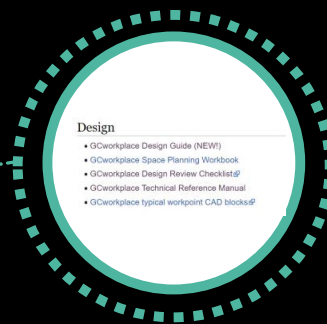 Design
• GCworkplace Design Guide (NEW!)
• GCworkplace Space Planning Workbook
• GCworkplace Design Review Checklist
• GCworkplace Technical Reference Manual
• GCworkplace typical workpoint CAD blocks